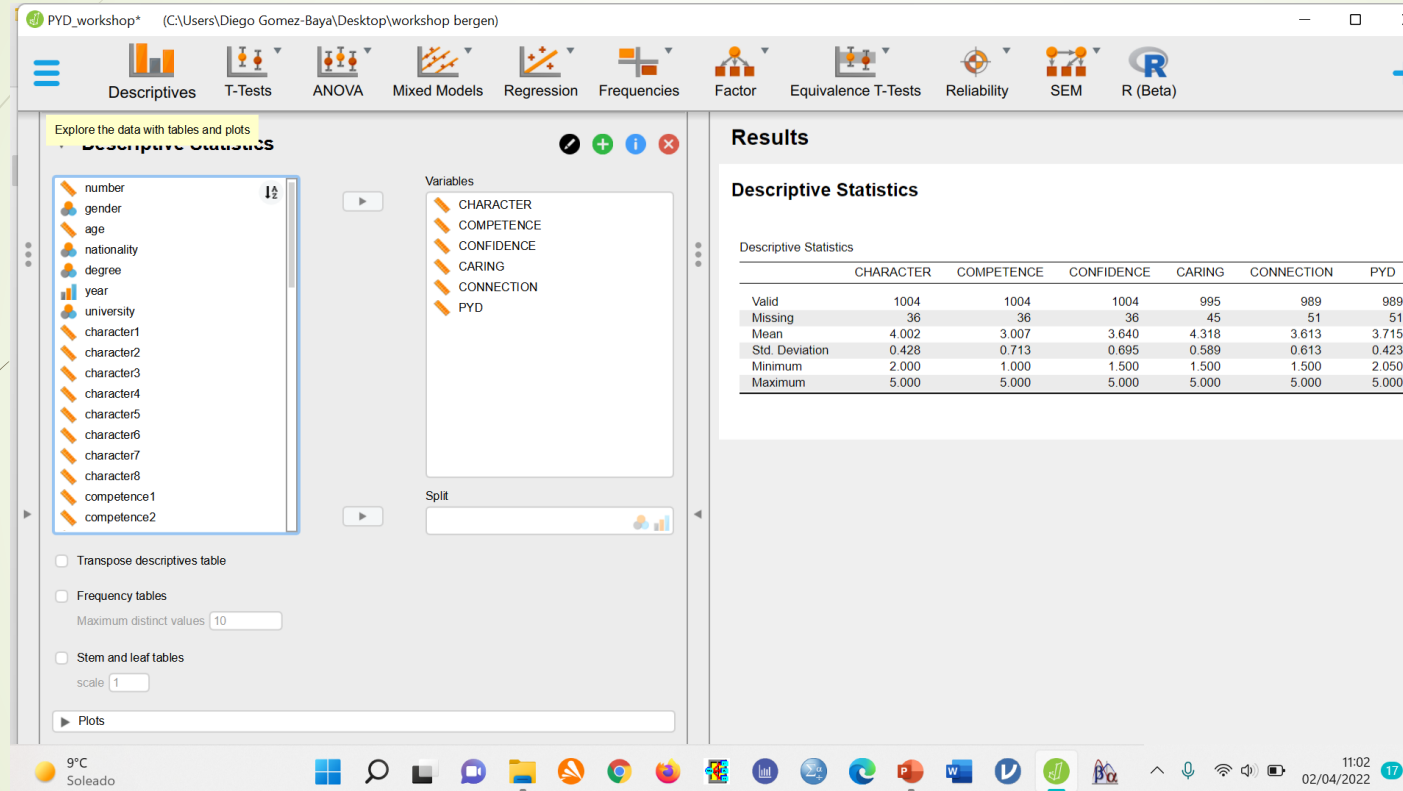 PYD_workshop* (C:\Users\Diego Gomez-Baya\Desktop\workshop bergen)
Descriptives T-Tests ANOVA Mixed Models Regression Frequencies Factor Equivalence T-Tests Reliability SEM R (Beta)
Explore the data with tables and plots
Descriptive Statistics
number
gender
age
nationality
degree
year
university
character1
character2
character3
character4
character5
character6
character7
character8
competence1
competence2
Variables
CHARACTER
COMPETENCE
CONFIDENCE
CARING
CONNECTION
PYD
Split
Transpose descriptives table
Frequency tables
Maximum distinct values 10
Stem and leaf tables
scale 1
Plots
Results
Descriptive Statistics
Descriptive Statistics
CHARACTER COMPETENCE CONFIDENCE CARING CONNECTION PYD
Valid 1004 1004 1004 995 989 989
Missing 36 36 36 45 51 51
Mean 4.002 3.007 3.640 4.318 3.613 3.715
Std. Deviation 0.428 0.713 0.695 0.589 0.613 0.423
Minimum 2.000 1.000 1.500 1.500 1.500 2.050
Maximum 5.000 5.000 5.000 5.000 5.000 5.000
9°C
Soleado
11:02
02/04/2022
17